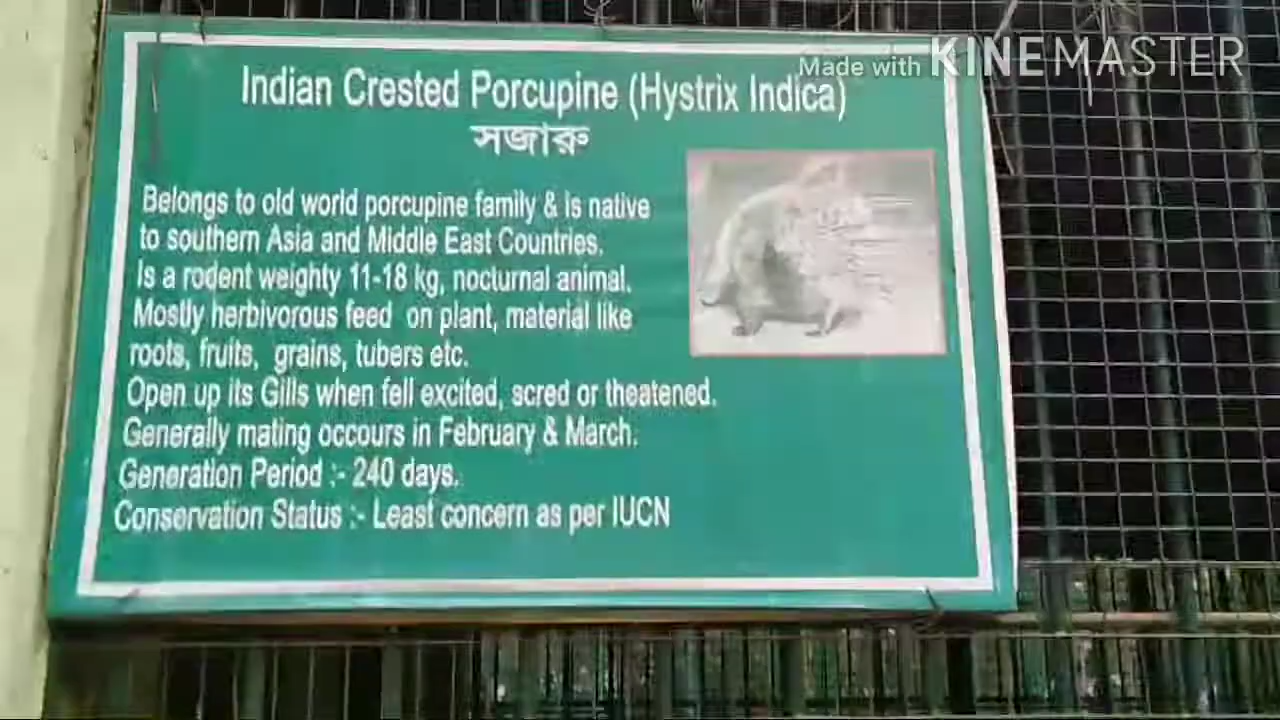 Made with KINEMASTER
Indian Crested Porcupine (Hystrix Indica)
সজারু
Belongs to old world porcupine family & is native
to southern Asia and Middle East Countries.
Is a rodent weighty 11-18 kg, nocturnal animal.
Mostly herbivorous feed on plant, material like
roots, fruits, grains, tubers etc.
Open up its Gills when fell excited, scred or theatened.
Generally mating occours in February & March.
Generation Period :- 240 days.
Conservation Status :- Least concern as per IUCN